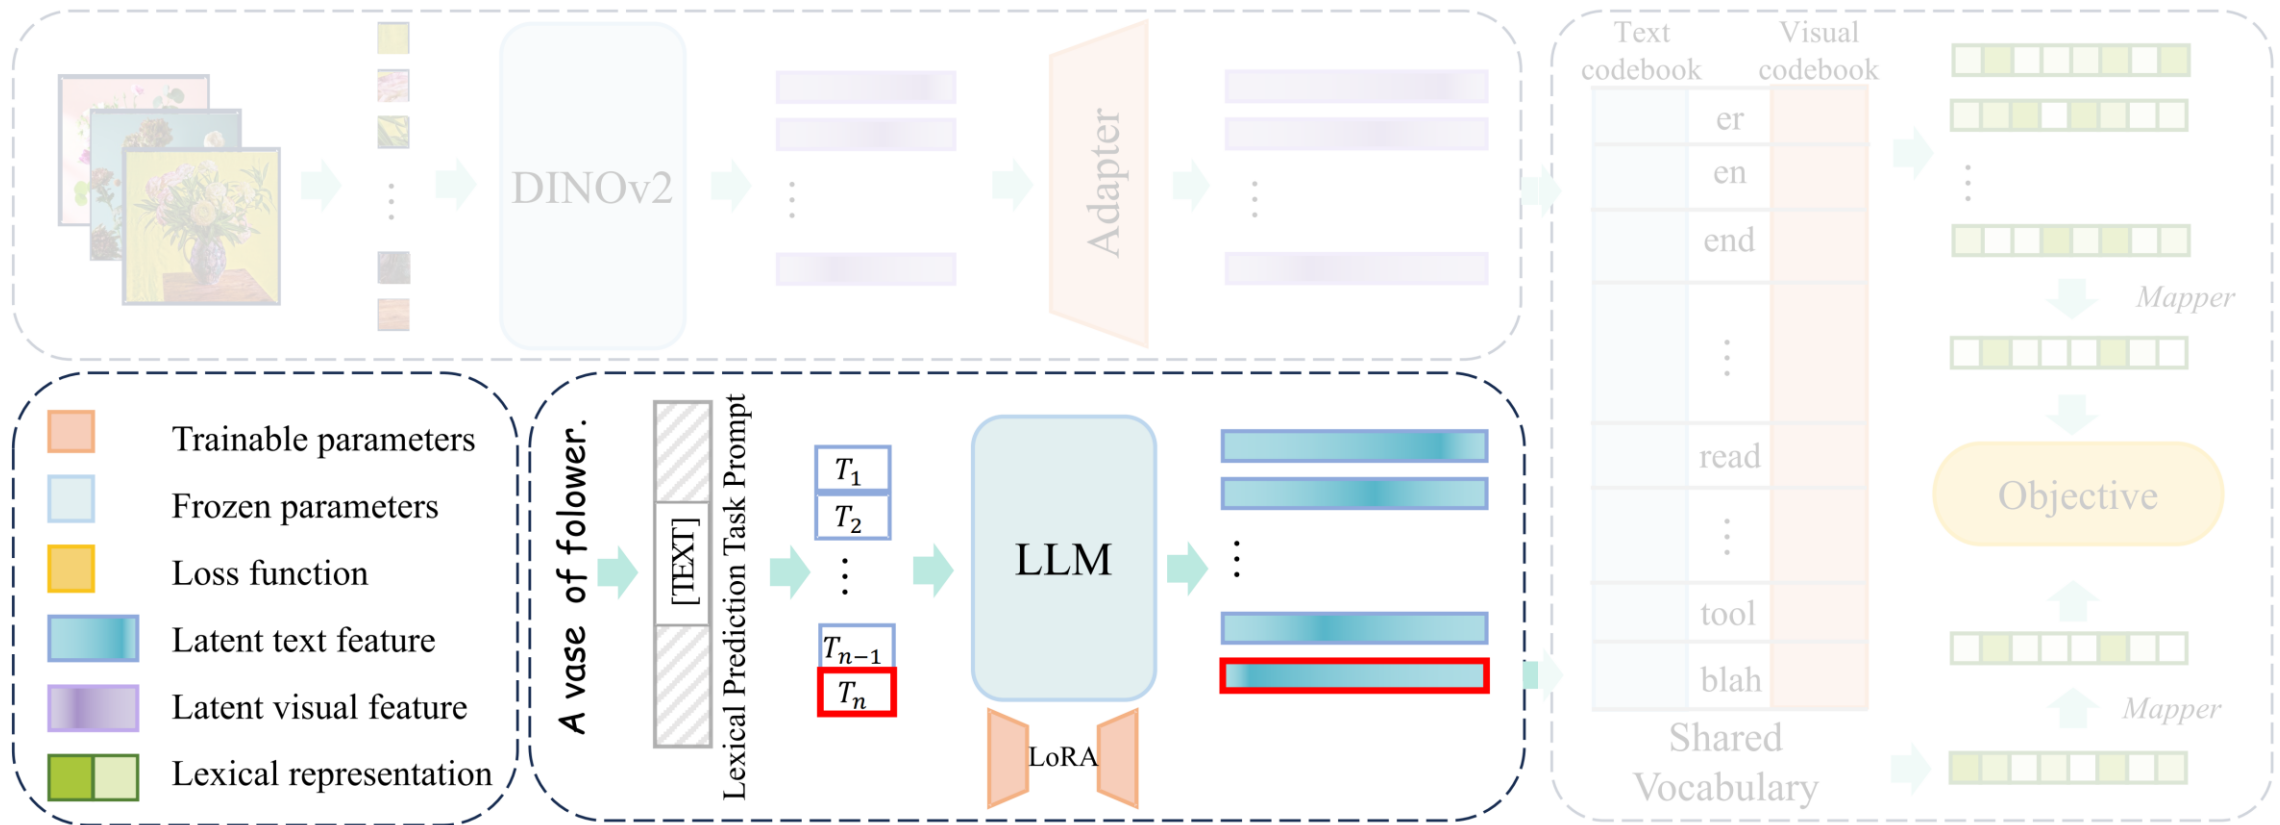 DINOv2
Adapter
Text codebook
Visual codebook
er
en
end
⋮
read
⋮
tool
blah
Shared
Vocabulary
Mapper
Objective
Mapper
Trainable parameters
Frozen parameters
Loss function
Latent text feature
Latent visual feature
Lexical representation
A vase of folower.
[TEXT]
Lexical Prediction Task Prompt
T₁
T₂
⋮
Tₙ₋₁
Tₙ
LLM
LoRA